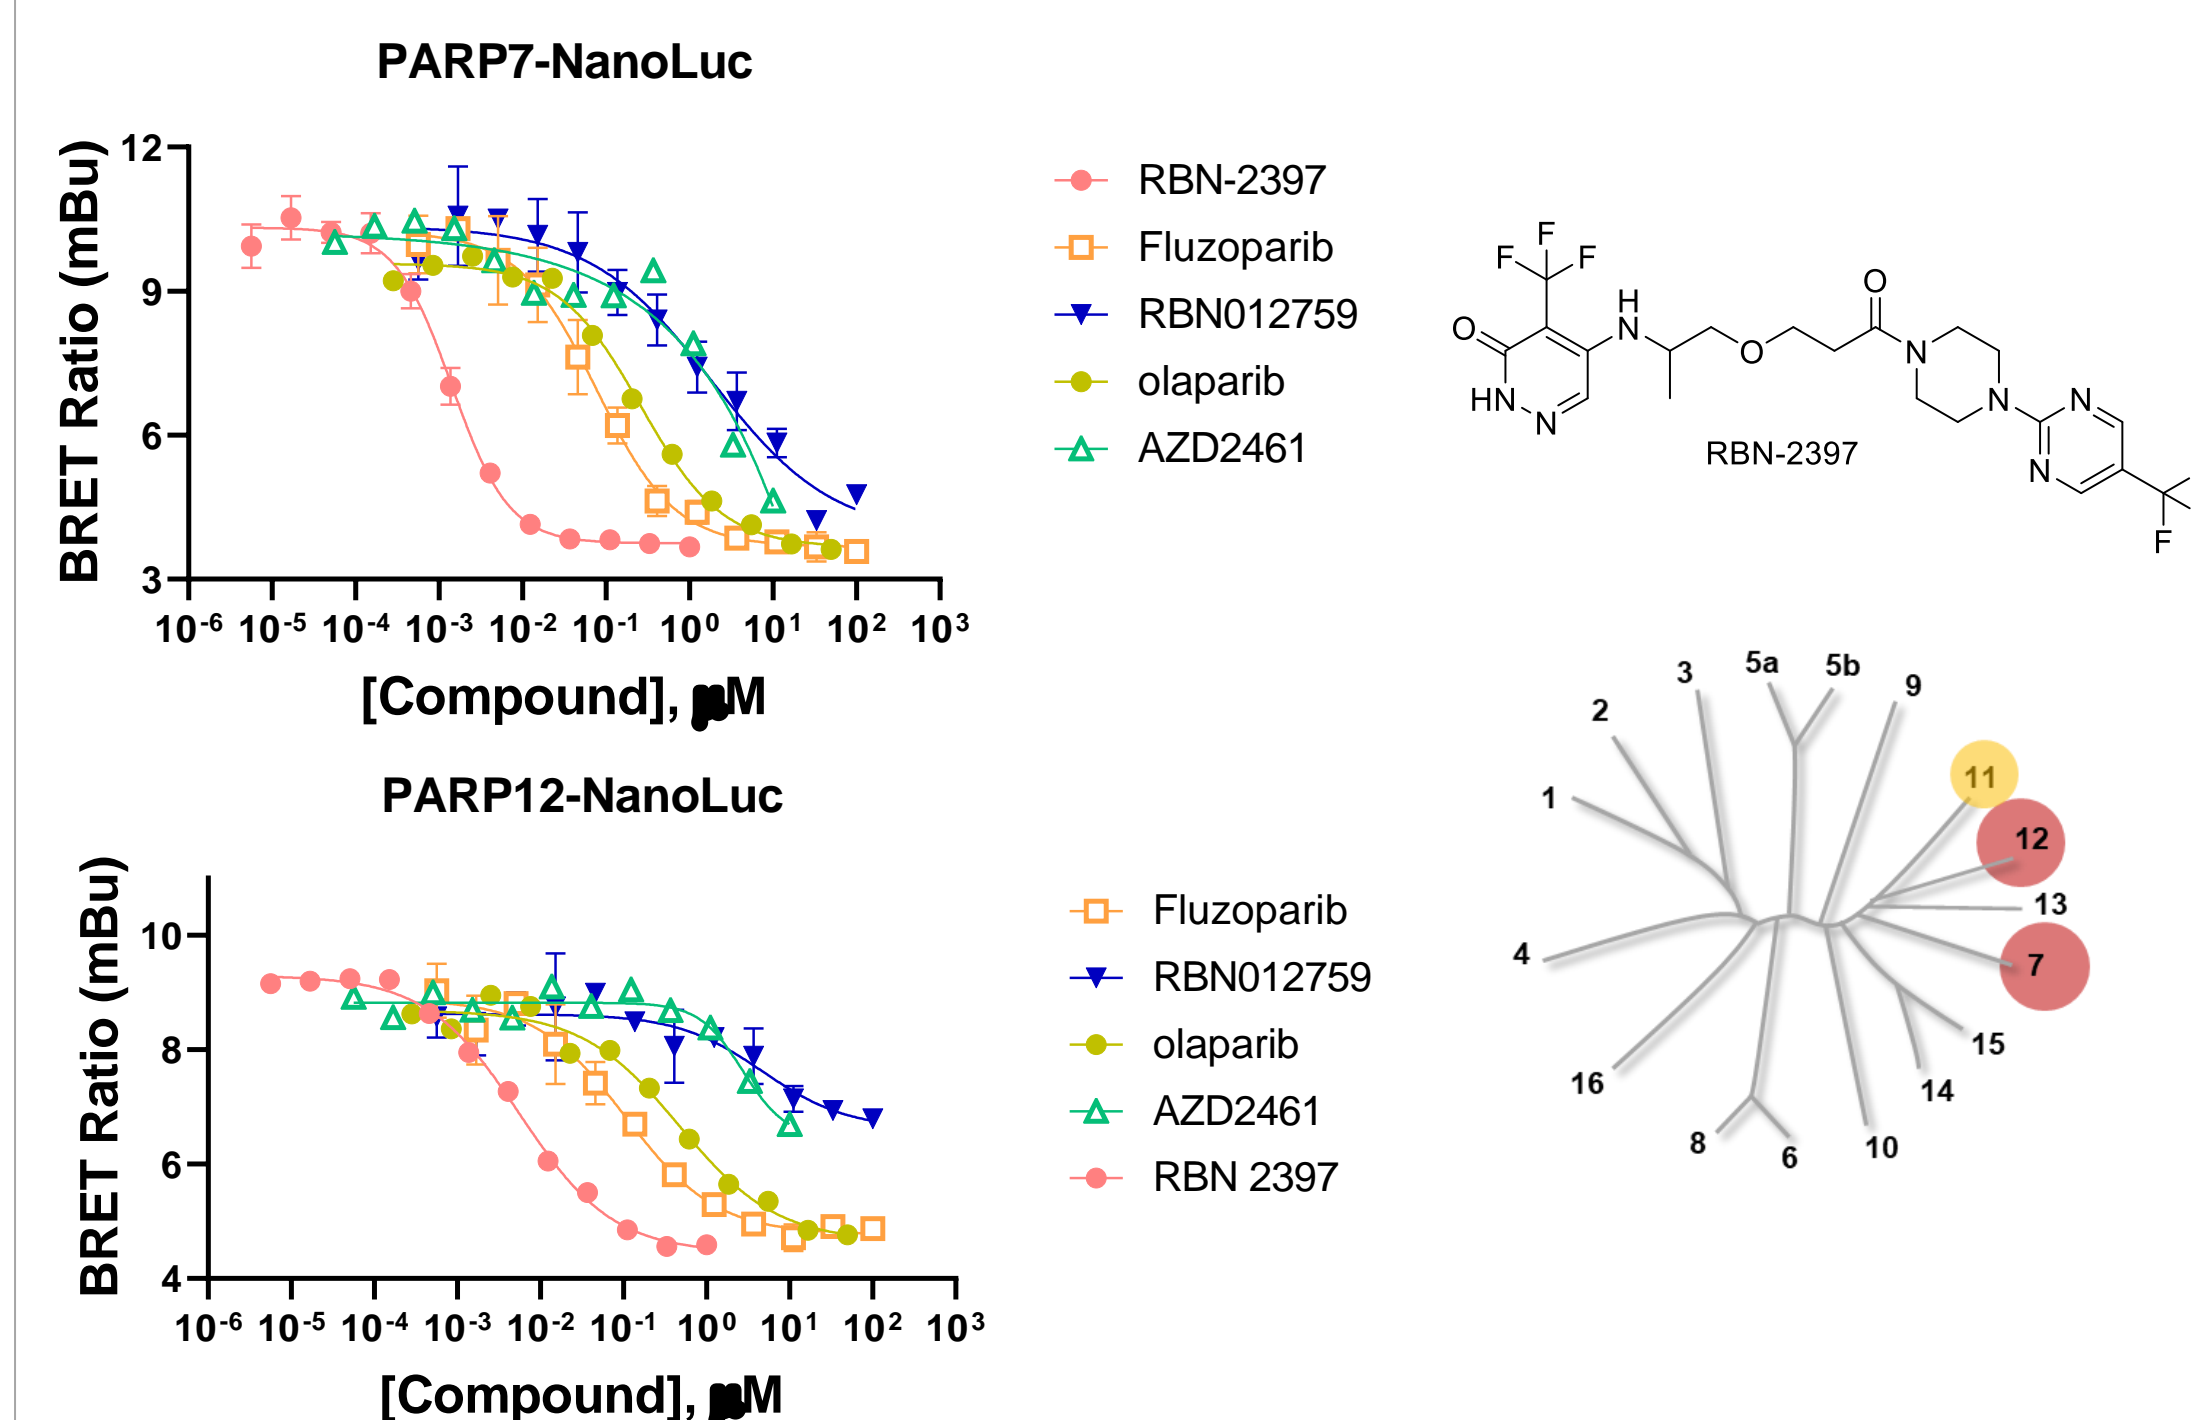 PARP7-NanoLuc
BRET Ratio (mBu)
12
9
6
3
10-6 10-5 10-4 10-3 10-2 10-1 100 101 102 103
[Compound], μM
RBN-2397
Fluzoparib
RBN012759
olaparib
AZD2461
F
F F
O
HN
N
H
N
O
O
N
N
N
N
F
RBN-2397
PARP12-NanoLuc
BRET Ratio (mBu)
10
8
6
4
10-6 10-5 10-4 10-3 10-2 10-1 100 101 102 103
[Compound], μM
Fluzoparib
RBN012759
olaparib
AZD2461
RBN 2397
1
2
3
5a
5b
9
11
12
13
7
15
14
10
6
8
16
4